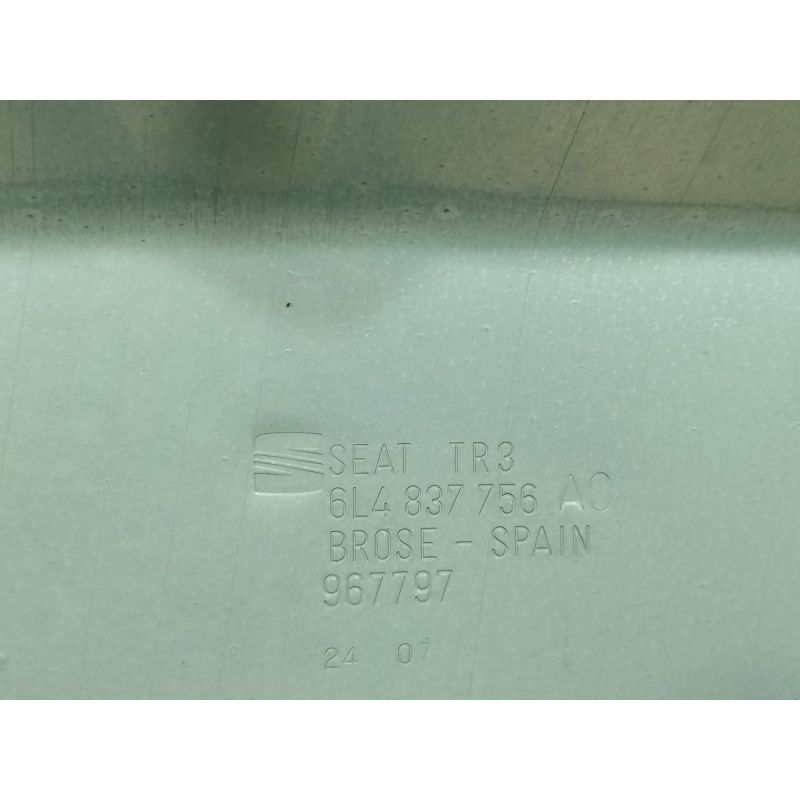 SEAT TR3
6L4 837 756 AC
BROSE - SPAIN
967797
24 07